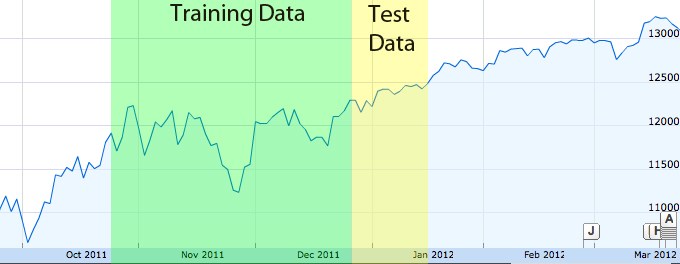 Training Data
Test
Data
13000
12500
12000
11500
11000
J
H
A
Oct 2011
Nov 2011
Dec 2011
Jan 2012
Feb 2012
Mar 2012